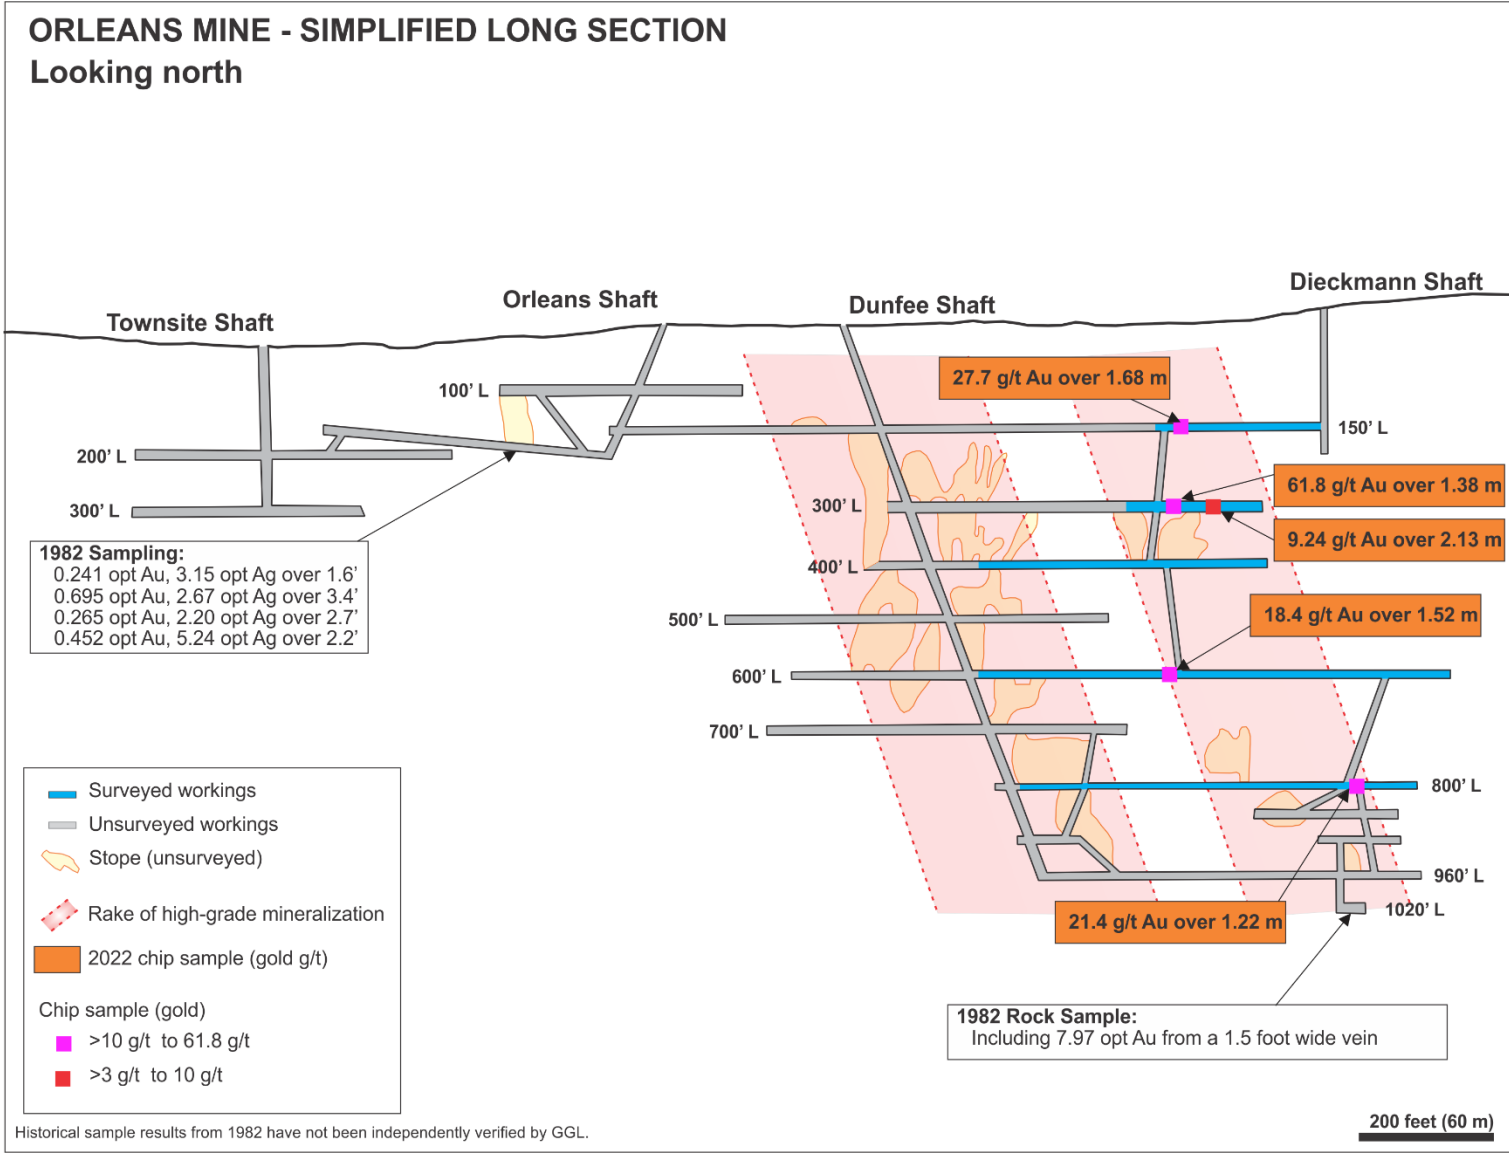 ORLEANS MINE - SIMPLIFIED LONG SECTION
Looking north
Dieckmann Shaft
Orleans Shaft
Dunfee Shaft
Townsite Shaft
27.7 g/t Au over 1.68 m
100' L
150' L
200' L
61.8 g/t Au over 1.38 m
300' L
300' L
9.24 g/t Au over 2.13 m
1982 Sampling:
0.241 opt Au, 3.15 opt Ag over 1.6'
0.695 opt Au, 2.67 opt Ag over 3.4'
0.265 opt Au, 2.20 opt Ag over 2.7'
0.452 opt Au, 5.24 opt Ag over 2.2'
400' L
500' L
18.4 g/t Au over 1.52 m
600' L
700' L
800' L
960' L
1020' L
21.4 g/t Au over 1.22 m
1982 Rock Sample:
Including 7.97 opt Au from a 1.5 foot wide vein
Surveyed workings
Unsurveyed workings
Stope (unsurveyed)
Rake of high-grade mineralization
2022 chip sample (gold g/t)
Chip sample (gold)
>10 g/t to 61.8 g/t
>3 g/t to 10 g/t
Historical sample results from 1982 have not been independently verified by GGL.
200 feet (60 m)